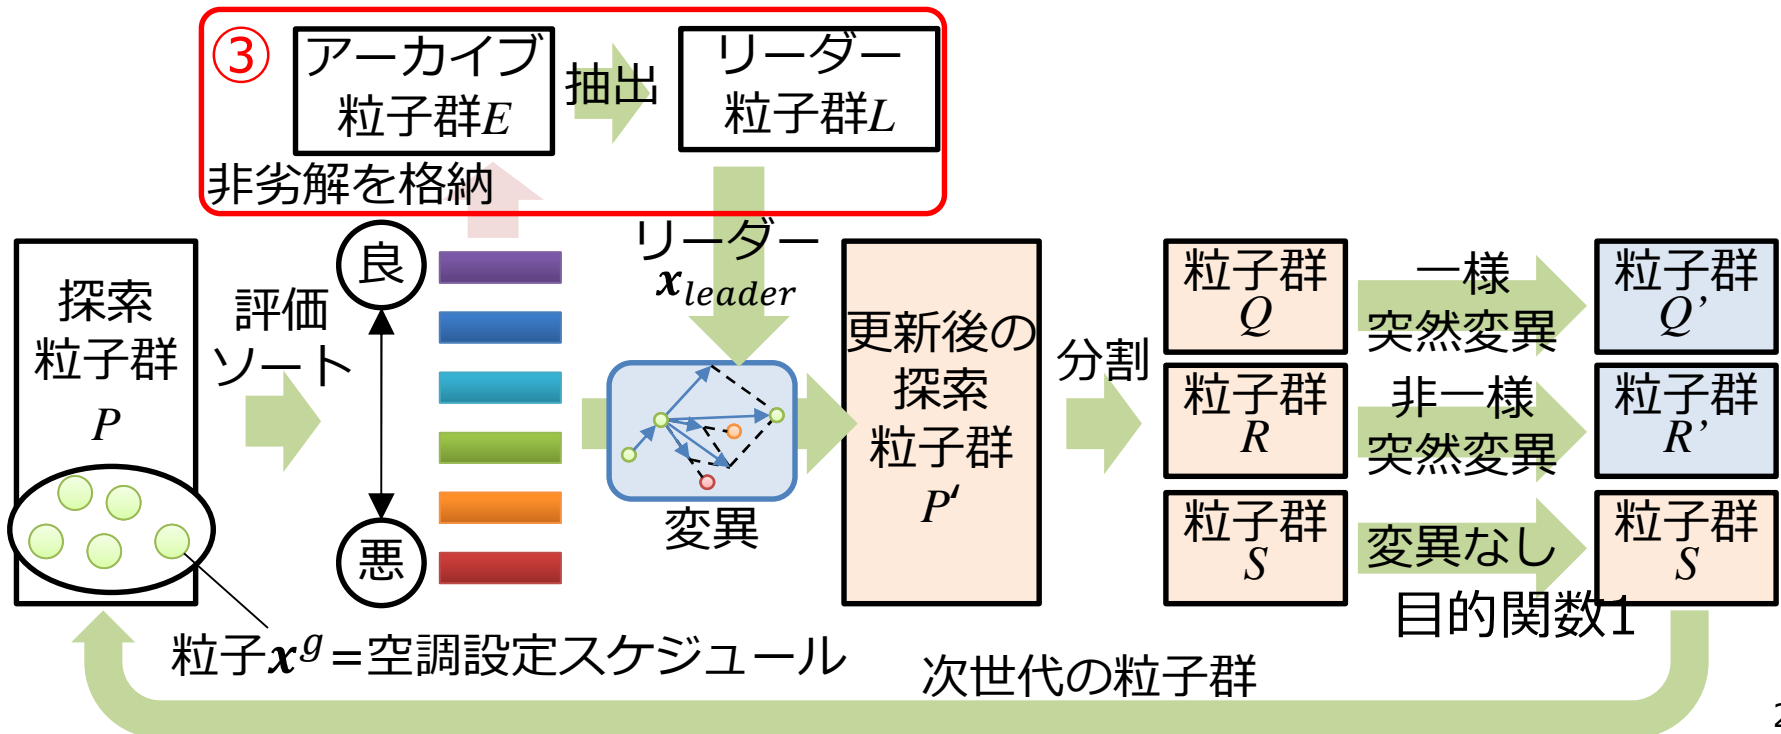 ③
アーカイブ
粒子群E
抽出
リーダー
粒子群L
非劣解を格納
探索
粒子群
P
評価
ソート
良
悪
リーダー
x_leader
変異
更新後の
探索
粒子群
P'
分割
粒子群
Q
一様
突然変異
粒子群
Q’
粒子群
R
非一様
突然変異
粒子群
R’
粒子群
S
変異なし
粒子群
S
目的関数1
粒子x^g=空調設定スケジュール
次世代の粒子群